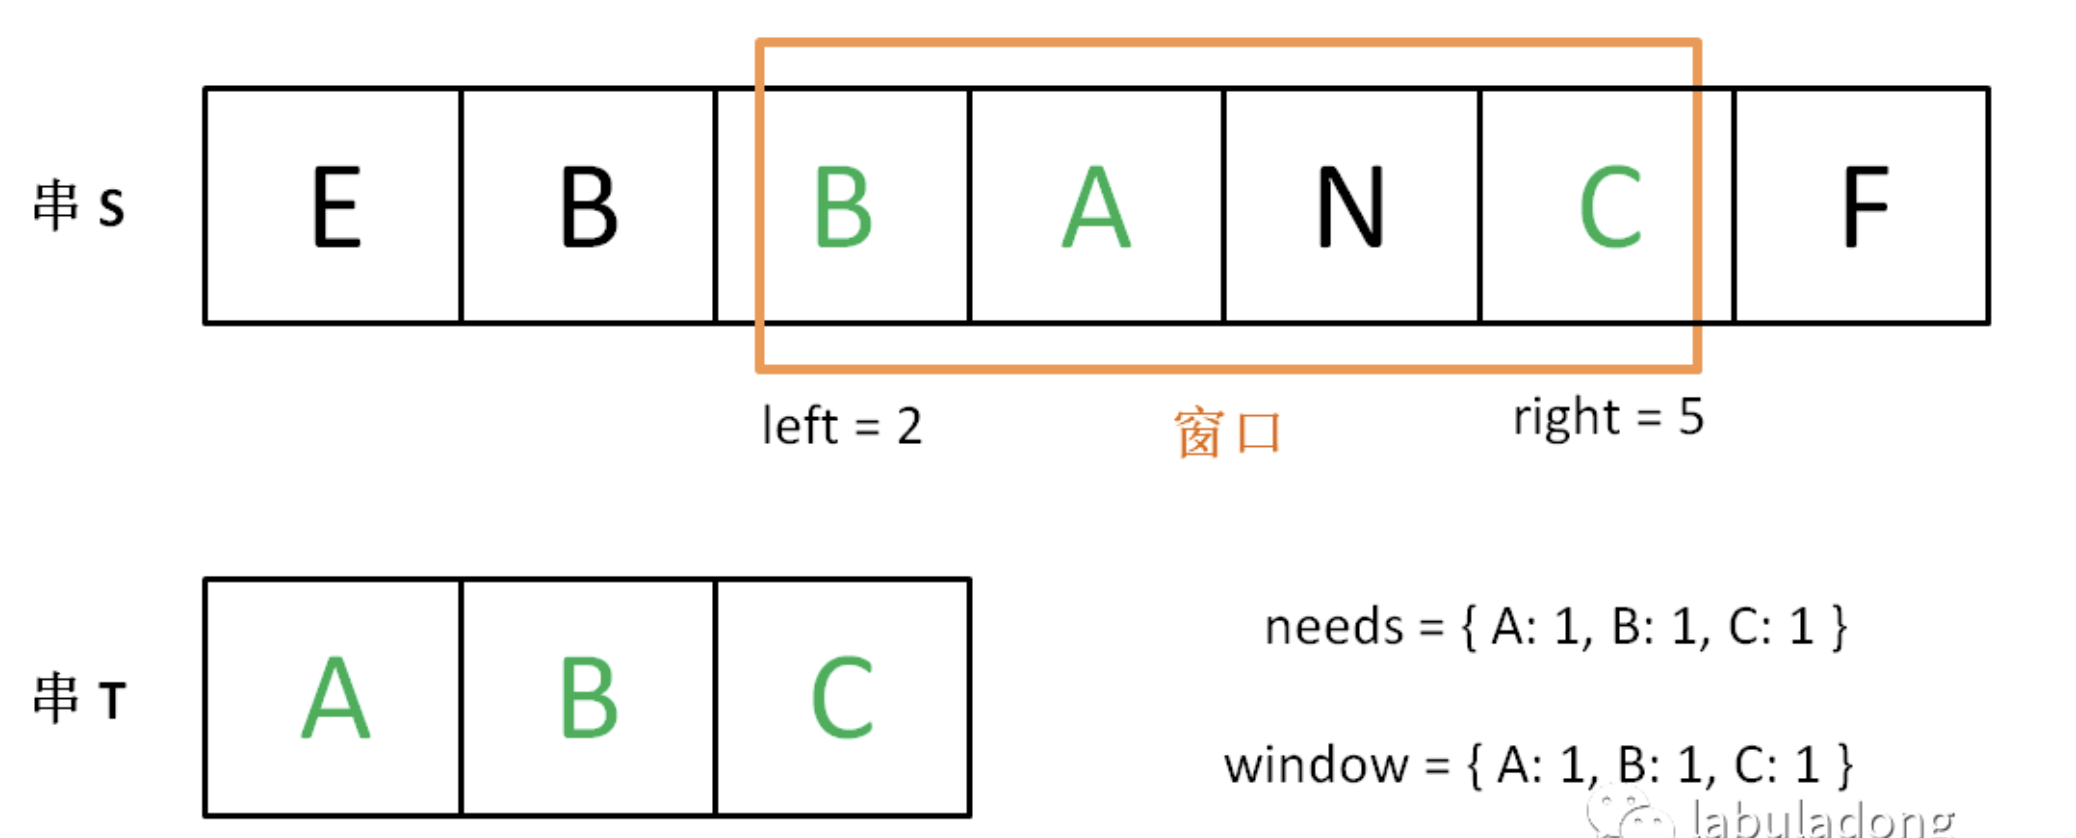 串 S E B B A N C F
left = 2 窗口 right = 5
串 T A B C
needs = { A: 1, B: 1, C: 1 }
window = { A: 1, B: 1, C: 1 }
labuladong